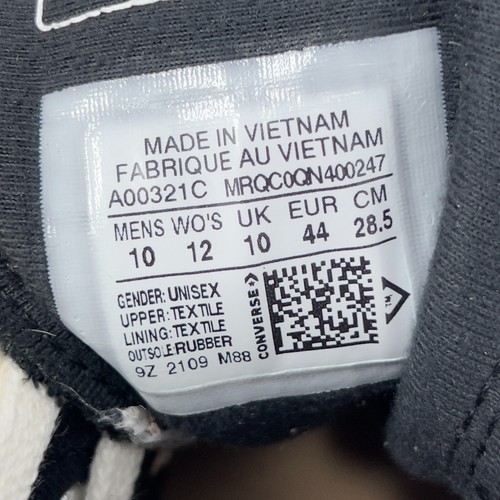 MADE IN VIETNAM
FABRIQUE AU VIETNAM
A00321C MRQC0QN400247
MENS WO'S UK EUR CM
10 12 10 44 28.5
GENDER: UNISEX
UPPER: TEXTILE
LINING: TEXTILE
OUTSOLE: RUBBER
9Z 2109 M88
CONVERSE
TM